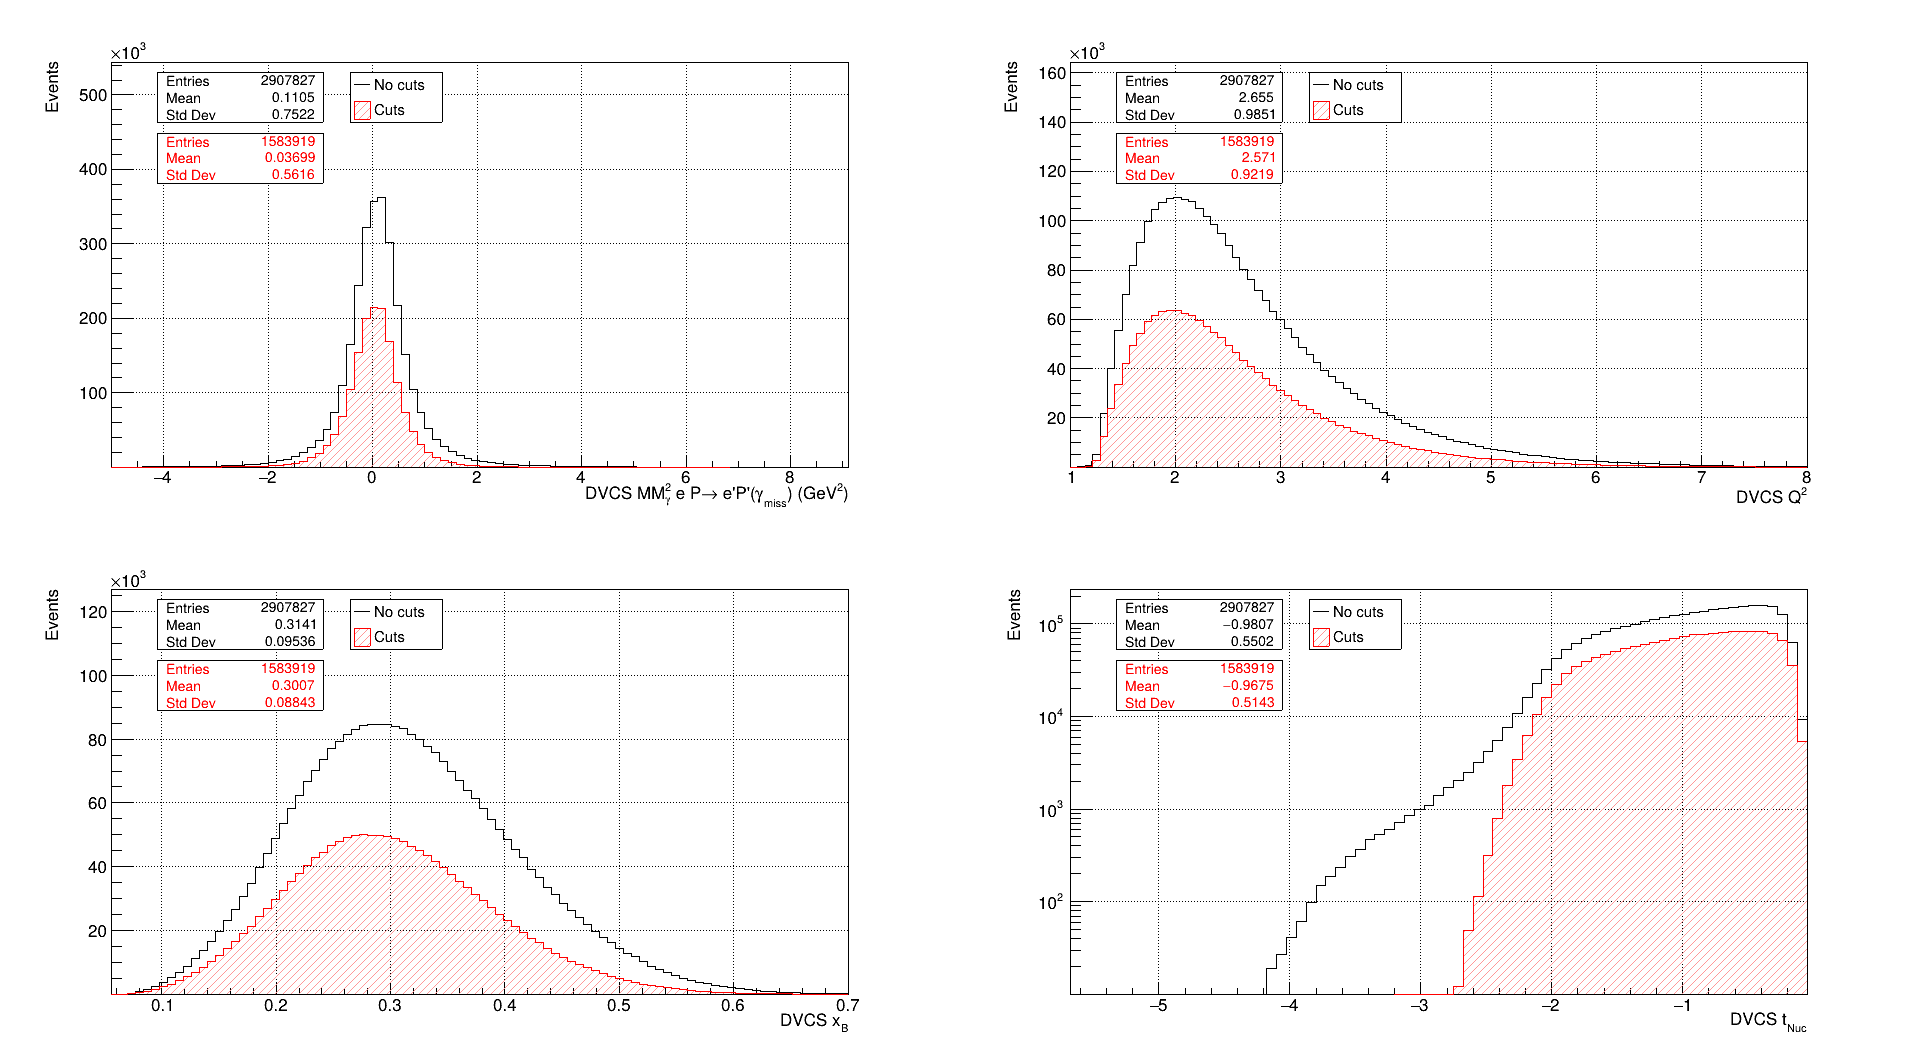 ×10³
Events
500
400
300
200
100
Entries 2907827
Mean 0.1105
Std Dev 0.7522
Entries 1583919
Mean 0.03699
Std Dev 0.5616
No cuts
Cuts
−4 −2 0 2 4 6 8
DVCS MM²γ e P→ e'P'(γmiss) (GeV²)
×10³
Events
160
140
120
100
80
60
40
20
Entries 2907827
Mean 2.655
Std Dev 0.9851
Entries 1583919
Mean 2.571
Std Dev 0.9219
No cuts
Cuts
1 2 3 4 5 6 7 8
DVCS Q²
×10³
Events
120
100
80
60
40
20
Entries 2907827
Mean 0.3141
Std Dev 0.09536
Entries 1583919
Mean 0.3007
Std Dev 0.08843
No cuts
Cuts
0.1 0.2 0.3 0.4 0.5 0.6 0.7
DVCS xB
Events
10⁵
10⁴
10³
10²
Entries 2907827
Mean −0.9807
Std Dev 0.5502
Entries 1583919
Mean −0.9675
Std Dev 0.5143
No cuts
Cuts
−5 −4 −3 −2 −1
DVCS tNuc